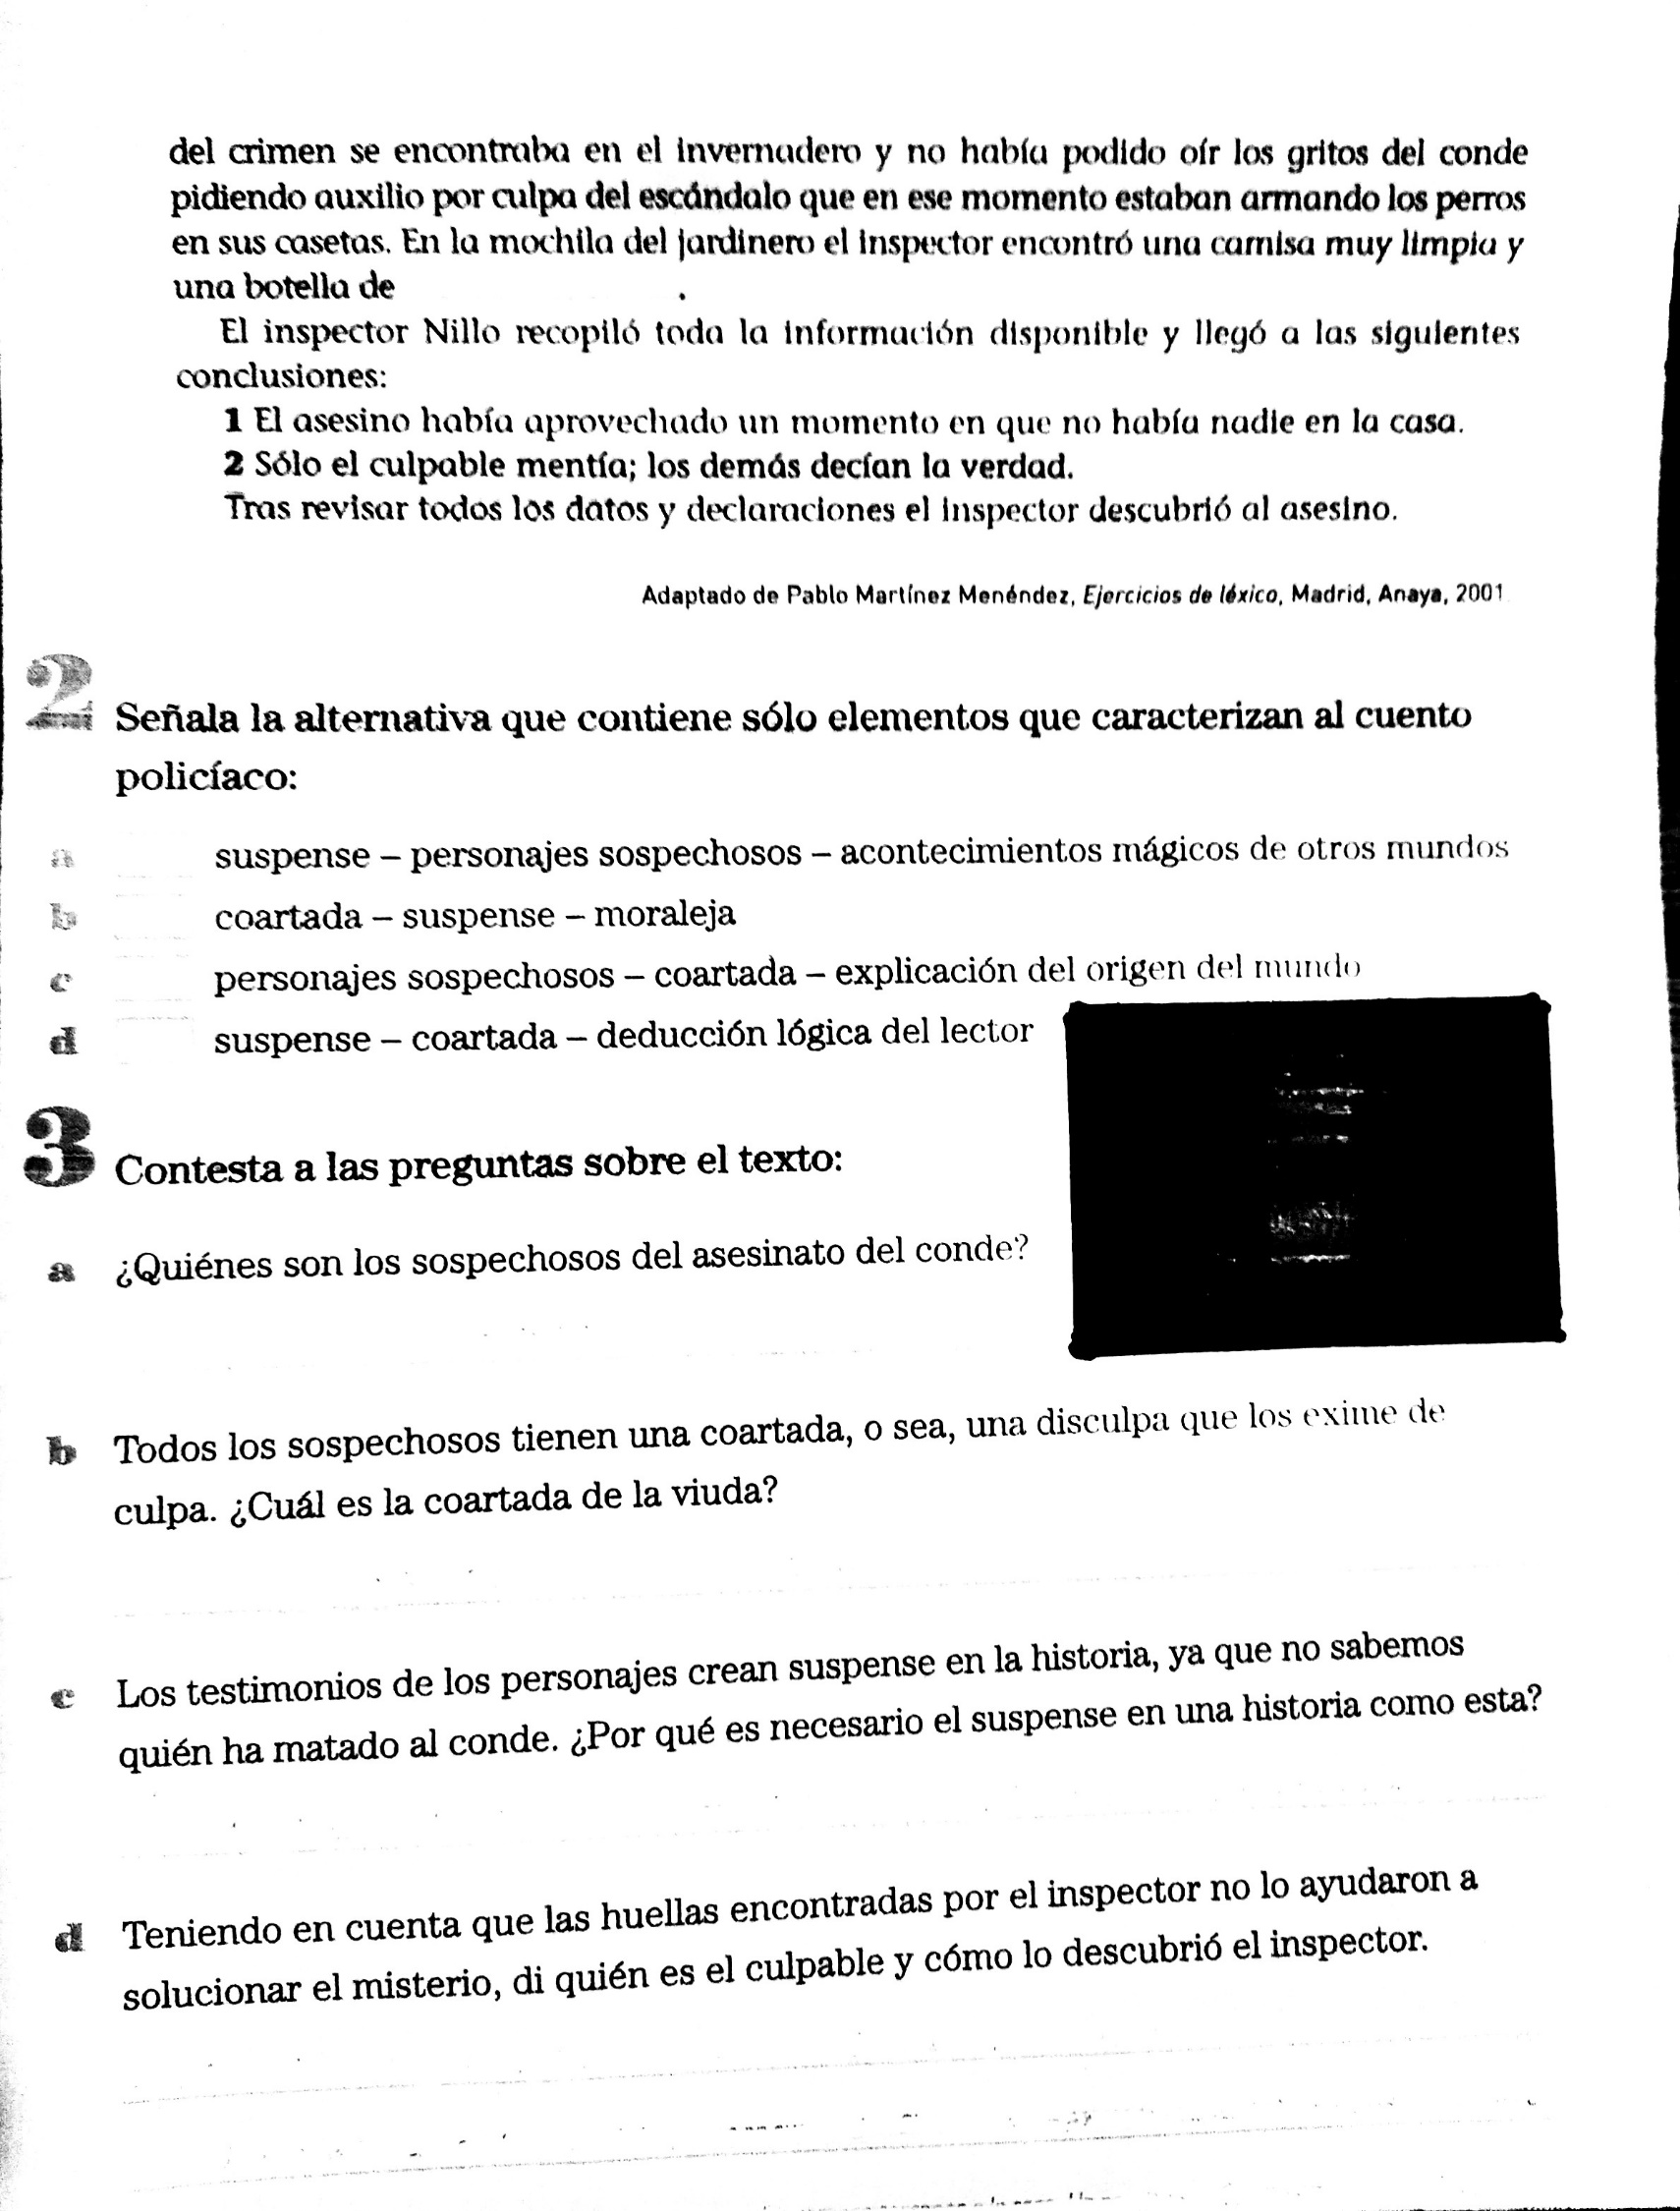 del crimen se encontraba en el invernadero y no había podido oír los gritos del conde
pidiendo auxilio por culpa del escándalo que en ese momento estaban armando los perros
en sus casetas. En la mochila del jardinero el inspector encontró una camisa muy limpia y
una botella de
El inspector Nillo recopiló toda la información disponible y llegó a las siguientes
conclusiones:
1 El asesino había aprovechado un momento en que no había nadie en la casa.
2 Sólo el culpable mentía; los demás decían la verdad.
Tras revisar todos los datos y declaraciones el inspector descubrió al asesino.
Adaptado de Pablo Martínez Menéndez, Ejercicios de léxico, Madrid, Anaya, 2001
2 Señala la alternativa que contiene sólo elementos que caracterizan al cuento
policíaco:
a suspense – personajes sospechosos – acontecimientos mágicos de otros mundos
b coartada – suspense – moraleja
c personajes sospechosos – coartada – explicación del origen del mundo
d suspense – coartada – deducción lógica del lector
3 Contesta a las preguntas sobre el texto:
a ¿Quiénes son los sospechosos del asesinato del conde?
b Todos los sospechosos tienen una coartada, o sea, una disculpa que los exime de
culpa. ¿Cuál es la coartada de la viuda?
c Los testimonios de los personajes crean suspense en la historia, ya que no sabemos
quién ha matado al conde. ¿Por qué es necesario el suspense en una historia como esta?
d Teniendo en cuenta que las huellas encontradas por el inspector no lo ayudaron a
solucionar el misterio, di quién es el culpable y cómo lo descubrió el inspector.